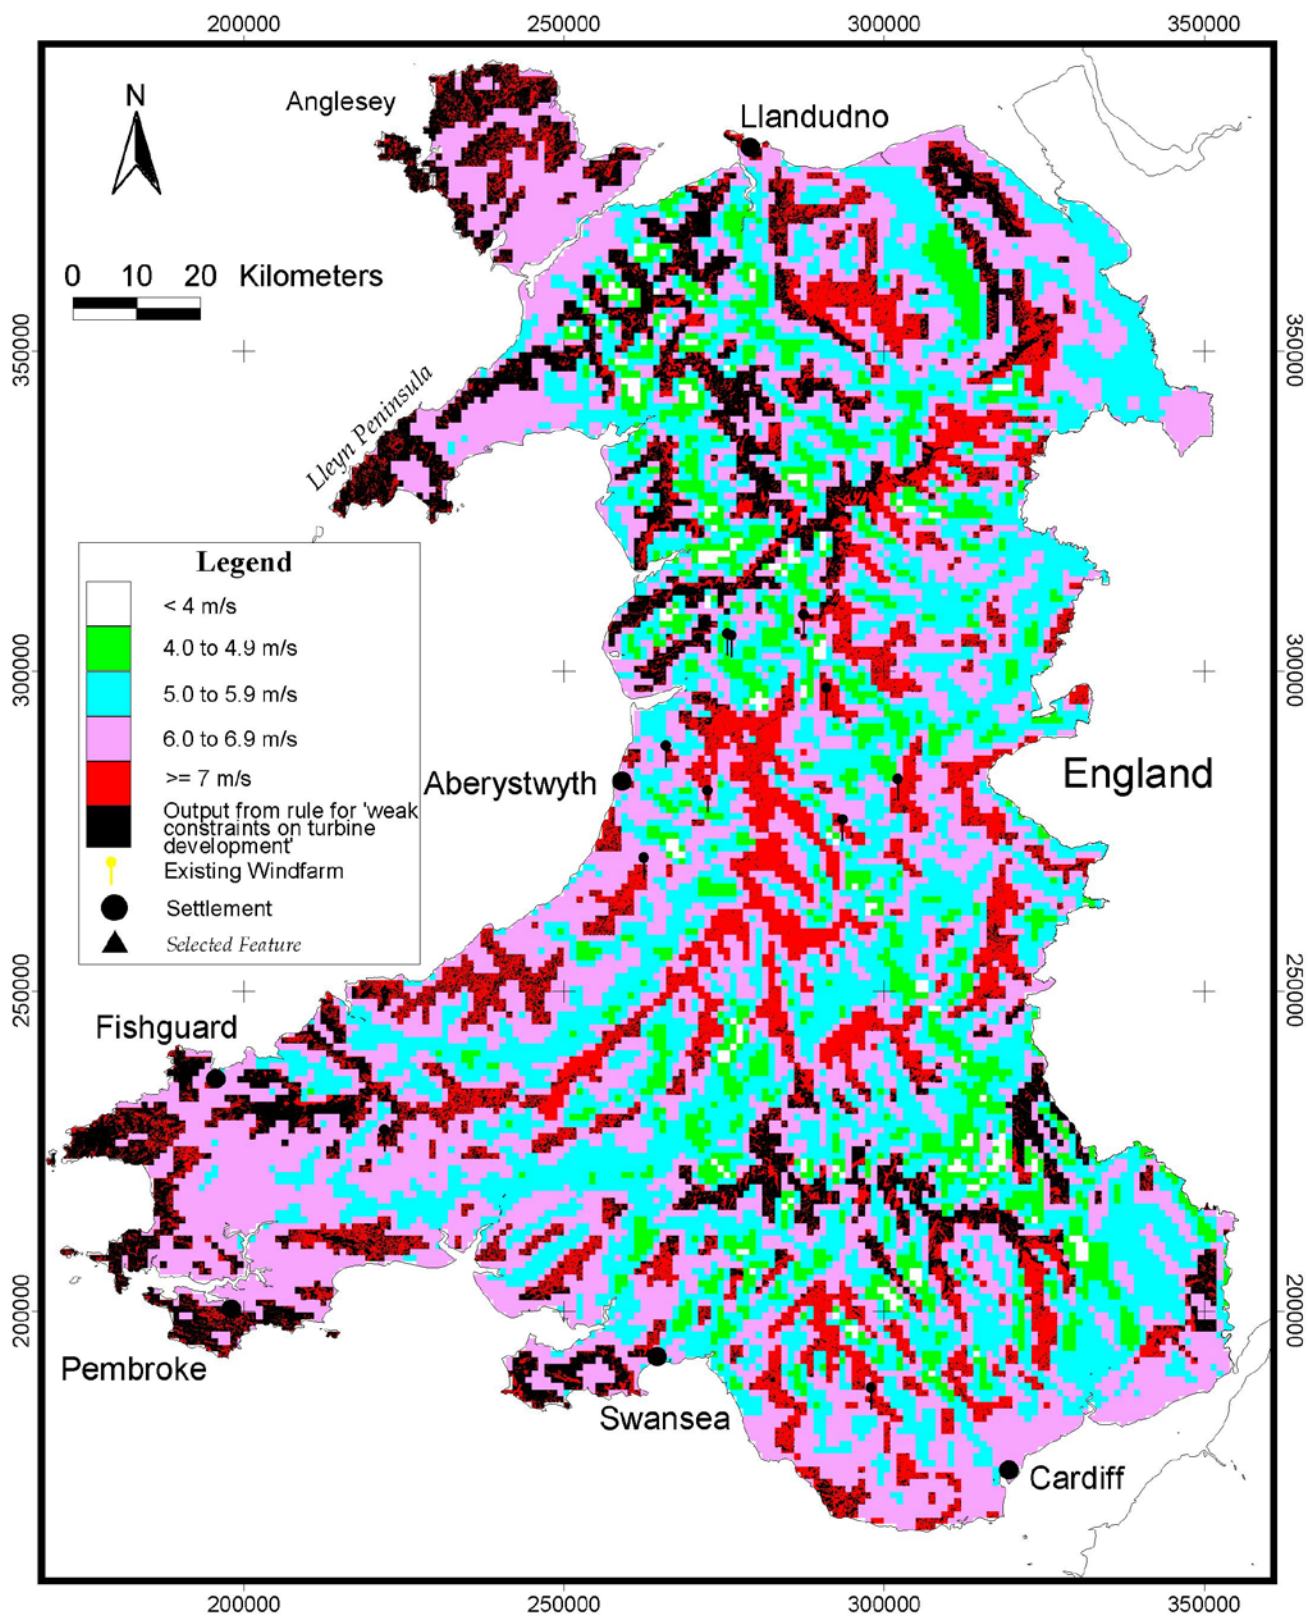 200000 250000 300000 350000
N
Anglesey
Llandudno
0 10 20 Kilometers
350000 350000
Lleyn Peninsula
Legend
< 4 m/s
4.0 to 4.9 m/s
5.0 to 5.9 m/s
6.0 to 6.9 m/s
>= 7 m/s
Output from rule for 'weak
constraints on turbine
development'
Existing Windfarm
Settlement
Selected Feature
300000 300000
Aberystwyth
England
250000 250000
Fishguard
200000 200000
Pembroke
Swansea
Cardiff
200000 250000 300000 350000